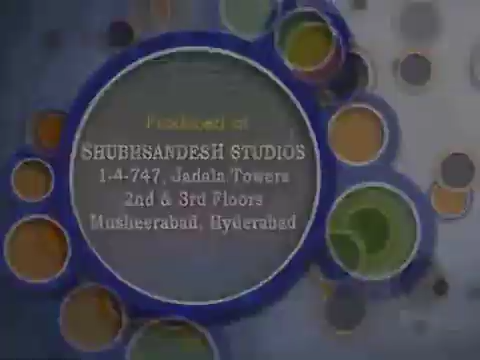 Produced at
SHUBHSANDESH STUDIOS
1-4-747, Jadala Towers
2nd & 3rd Floors
Musheerabad, Hyderabad